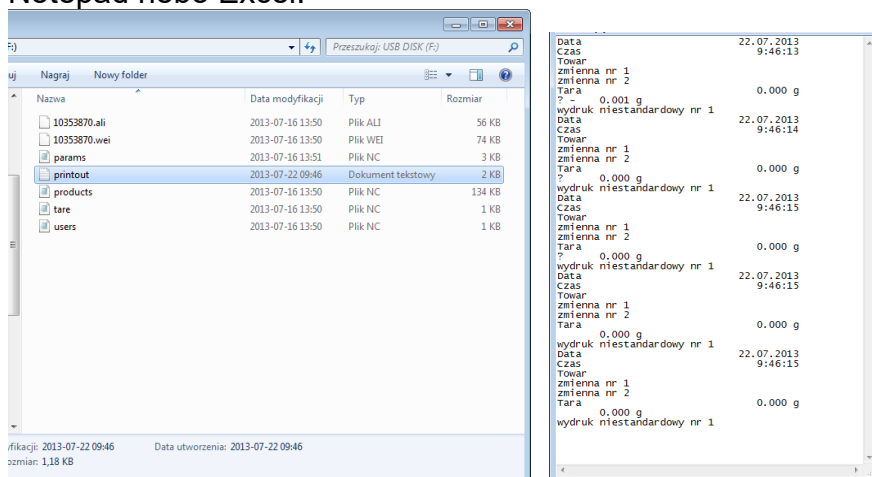 Notepad nebo Excel.
F:)
Przeszukaj: USB DISK (F:)
uj Nagraj Nowy folder
Nazwa Data modyfikacji Typ Rozmiar
10353870.ali 2013-07-16 13:50 Plik ALI 56 KB
10353870.wei 2013-07-16 13:50 Plik WEI 74 KB
params 2013-07-16 13:51 Plik NC 3 KB
printout 2013-07-22 09:46 Dokument tekstowy 2 KB
products 2013-07-16 13:50 Plik NC 134 KB
tare 2013-07-16 13:50 Plik NC 1 KB
users 2013-07-16 13:50 Plik NC 1 KB
yfikacji: 2013-07-22 09:46 Data utworzenia: 2013-07-22 09:46
ozmiar: 1,18 KB
Data 22.07.2013
Czas 9:46:13
Towar
zmienna nr 1
zmienna nr 2
Tara 0.000 g
? - 0.001 g
wydruk niestandardowy nr 1
Data 22.07.2013
Czas 9:46:14
Towar
zmienna nr 1
zmienna nr 2
Tara 0.000 g
? 0.000 g
wydruk niestandardowy nr 1
Data 22.07.2013
Czas 9:46:15
Towar
zmienna nr 1
zmienna nr 2
Tara 0.000 g
? 0.000 g
wydruk niestandardowy nr 1
Data 22.07.2013
Czas 9:46:15
Towar
zmienna nr 1
zmienna nr 2
Tara 0.000 g
0.000 g
wydruk niestandardowy nr 1
Data 22.07.2013
Czas 9:46:15
Towar
zmienna nr 1
zmienna nr 2
Tara 0.000 g
0.000 g
wydruk niestandardowy nr 1